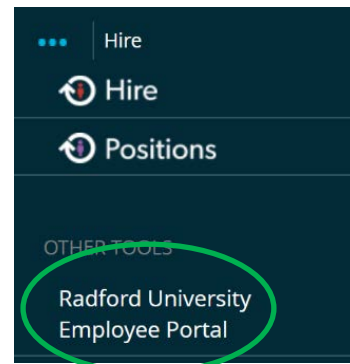 Hire
Hire
Positions
OTHER TOOLS
Radford University
Employee Portal